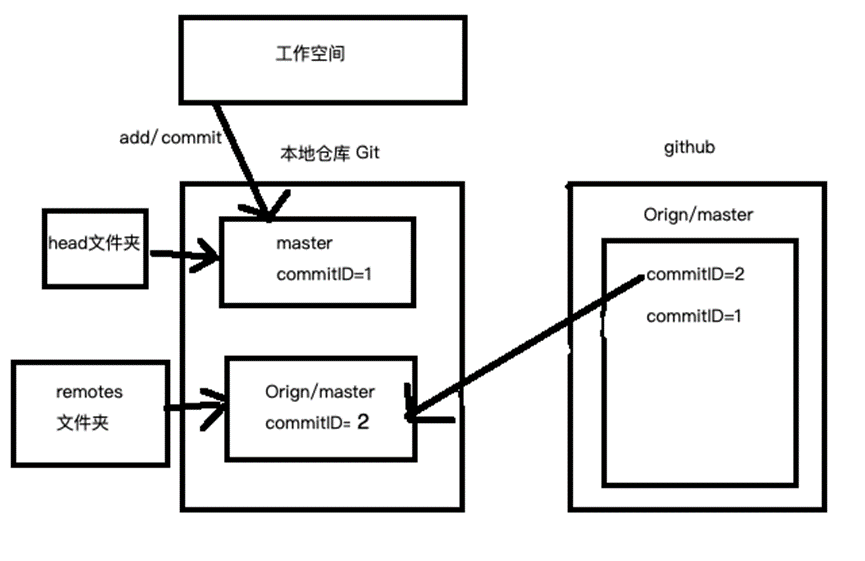 工作空间
add/commit
本地仓库 Git
github
head文件夹
master
commitID=1
Orign/master
commitID=2
commitID=1
remotes
文件夹
Orign/master
commitID= 2